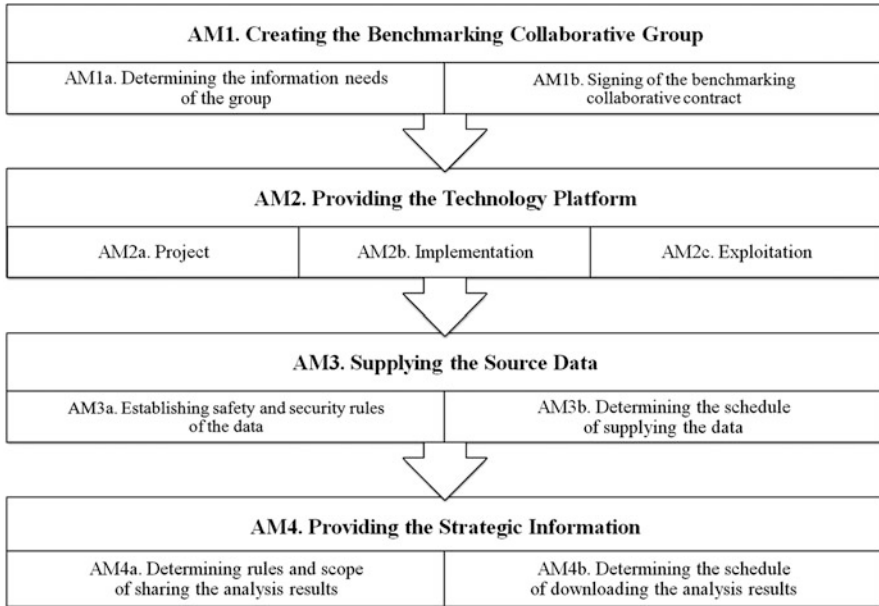 AM1. Creating the Benchmarking Collaborative Group
AM1a. Determining the information needs
of the group
AM1b. Signing of the benchmarking
collaborative contract
AM2. Providing the Technology Platform
AM2a. Project
AM2b. Implementation
AM2c. Exploitation
AM3. Supplying the Source Data
AM3a. Establishing safety and security rules
of the data
AM3b. Determining the schedule
of supplying the data
AM4. Providing the Strategic Information
AM4a. Determining rules and scope
of sharing the analysis results
AM4b. Determining the schedule
of downloading the analysis results